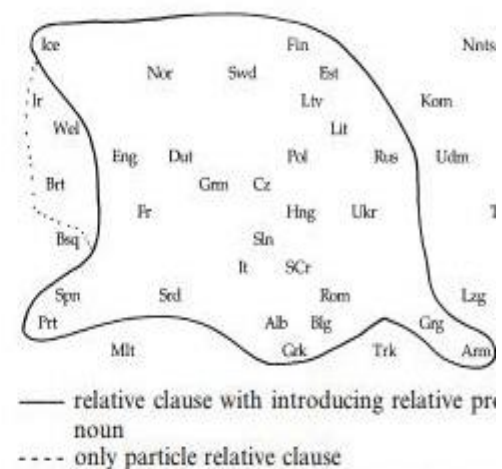 Ice Fin Nnts
Nor Swd Est
Ir Ltv Kom
Wel Lit
Eng Dut Pol Rus Udm
Brt Grm Cz
Fr Hng Ukr T
Bsq Sln
It SCr
Spn Srd Rom Lzg
Prt Alb Blg Grg
Mlt Grk Trk Arm
relative clause with introducing relative pro
noun
only particle relative clause